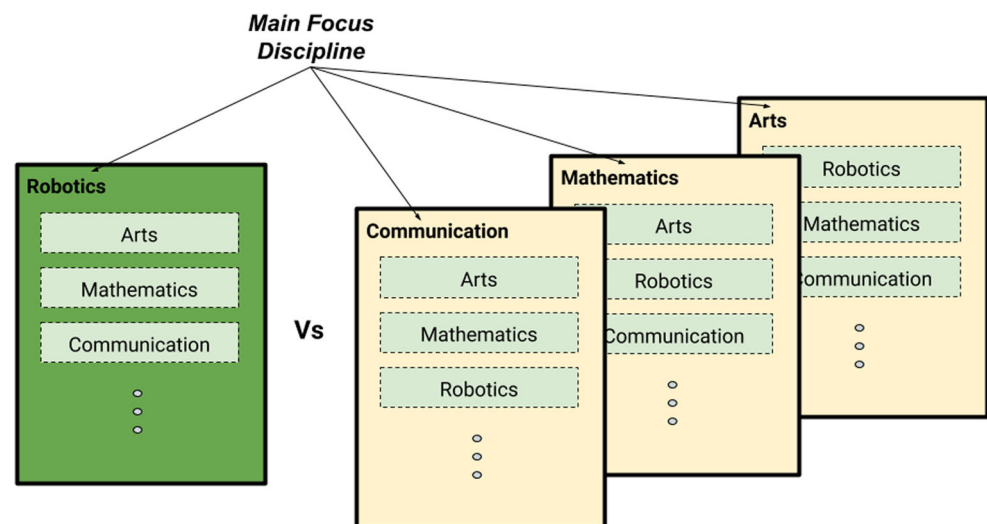 Main Focus
Discipline
Robotics
Arts
Mathematics
Communication
Vs
Communication
Arts
Mathematics
Robotics
Mathematics
Arts
Robotics
Communication
Arts
Robotics
Mathematics
Communication